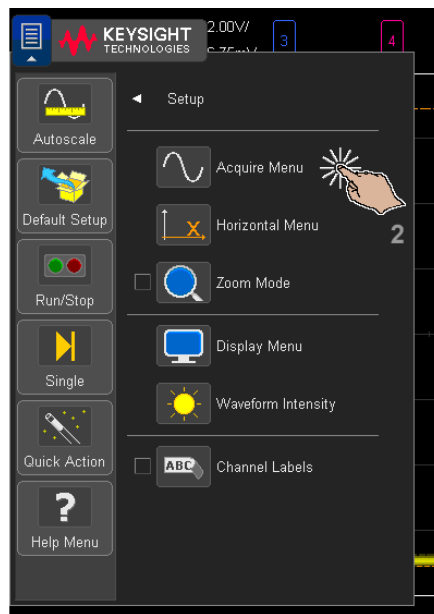 KEYSIGHT
TECHNOLOGIES
2.00V/
3
4
Setup
Autoscale
Acquire Menu
2
Default Setup
X
Horizontal Menu
Zoom Mode
Run/Stop
Display Menu
Single
Waveform Intensity
Quick Action
ABC
Channel Labels
?
Help Menu